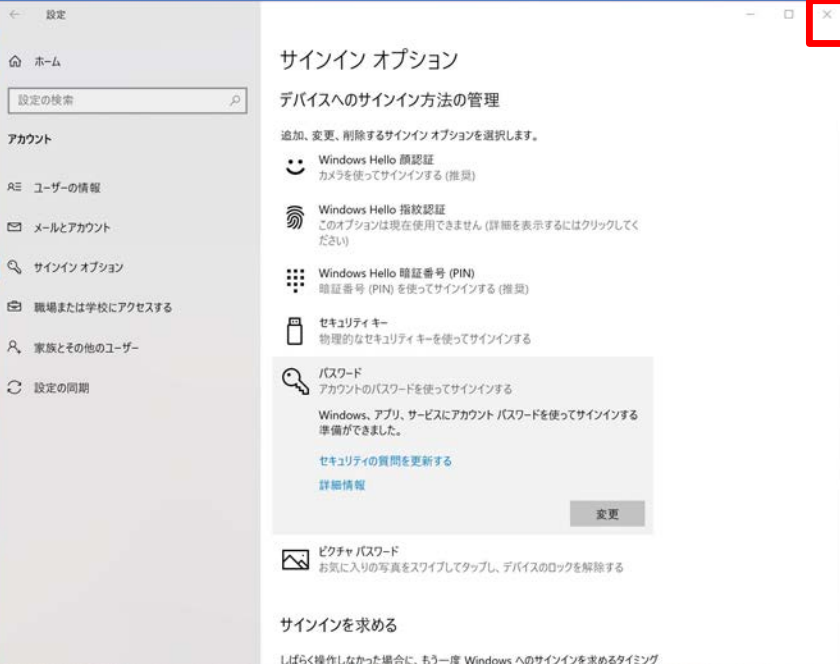 設定
ホーム
設定の検索
アカウント
ユーザーの情報
メールとアカウント
サインイン オプション
職場または学校にアクセスする
家族とその他のユーザー
設定の同期
サインイン オプション
デバイスへのサインイン方法の管理
追加、変更、削除するサインイン オプションを選択します。
Windows Hello 顔認証
カメラを使ってサインインする (推奨)
Windows Hello 指紋認証
このオプションは現在使用できません (詳細を表示するにはクリックしてく
ださい)
Windows Hello 暗証番号 (PIN)
暗証番号 (PIN) を使ってサインインする (推奨)
セキュリティ キー
物理的なセキュリティ キーを使ってサインインする
パスワード
アカウントのパスワードを使ってサインインする
Windows、アプリ、サービスにアカウント パスワードを使ってサインインする
準備ができました。
セキュリティの質問を更新する
詳細情報
変更
ピクチャ パスワード
お気に入りの写真をスワイプしてタップし、デバイスのロックを解除する
サインインを求める
しばらく操作しなかった場合に、もう一度 Windows へのサインインを求めるタイミング